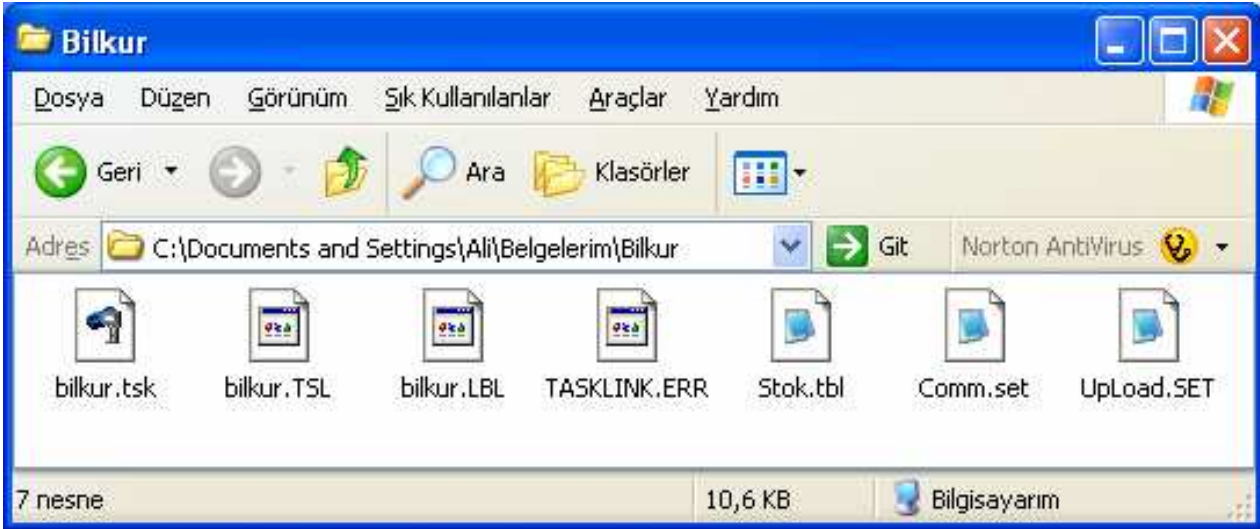 Bilkur
Dosya Düzen Görünüm Sık Kullanılanlar Araçlar Yardım
Geri Ara Klasörler
Adres C:\Documents and Settings\Ali\Belgelerim\Bilkur Git Norton AntiVirus
bilkur.tsk bilkur.TSL bilkur.LBL TASKLINK.ERR Stok.tbl Comm.set UpLoad.SET
7 nesne 10,6 KB Bilgisayarım